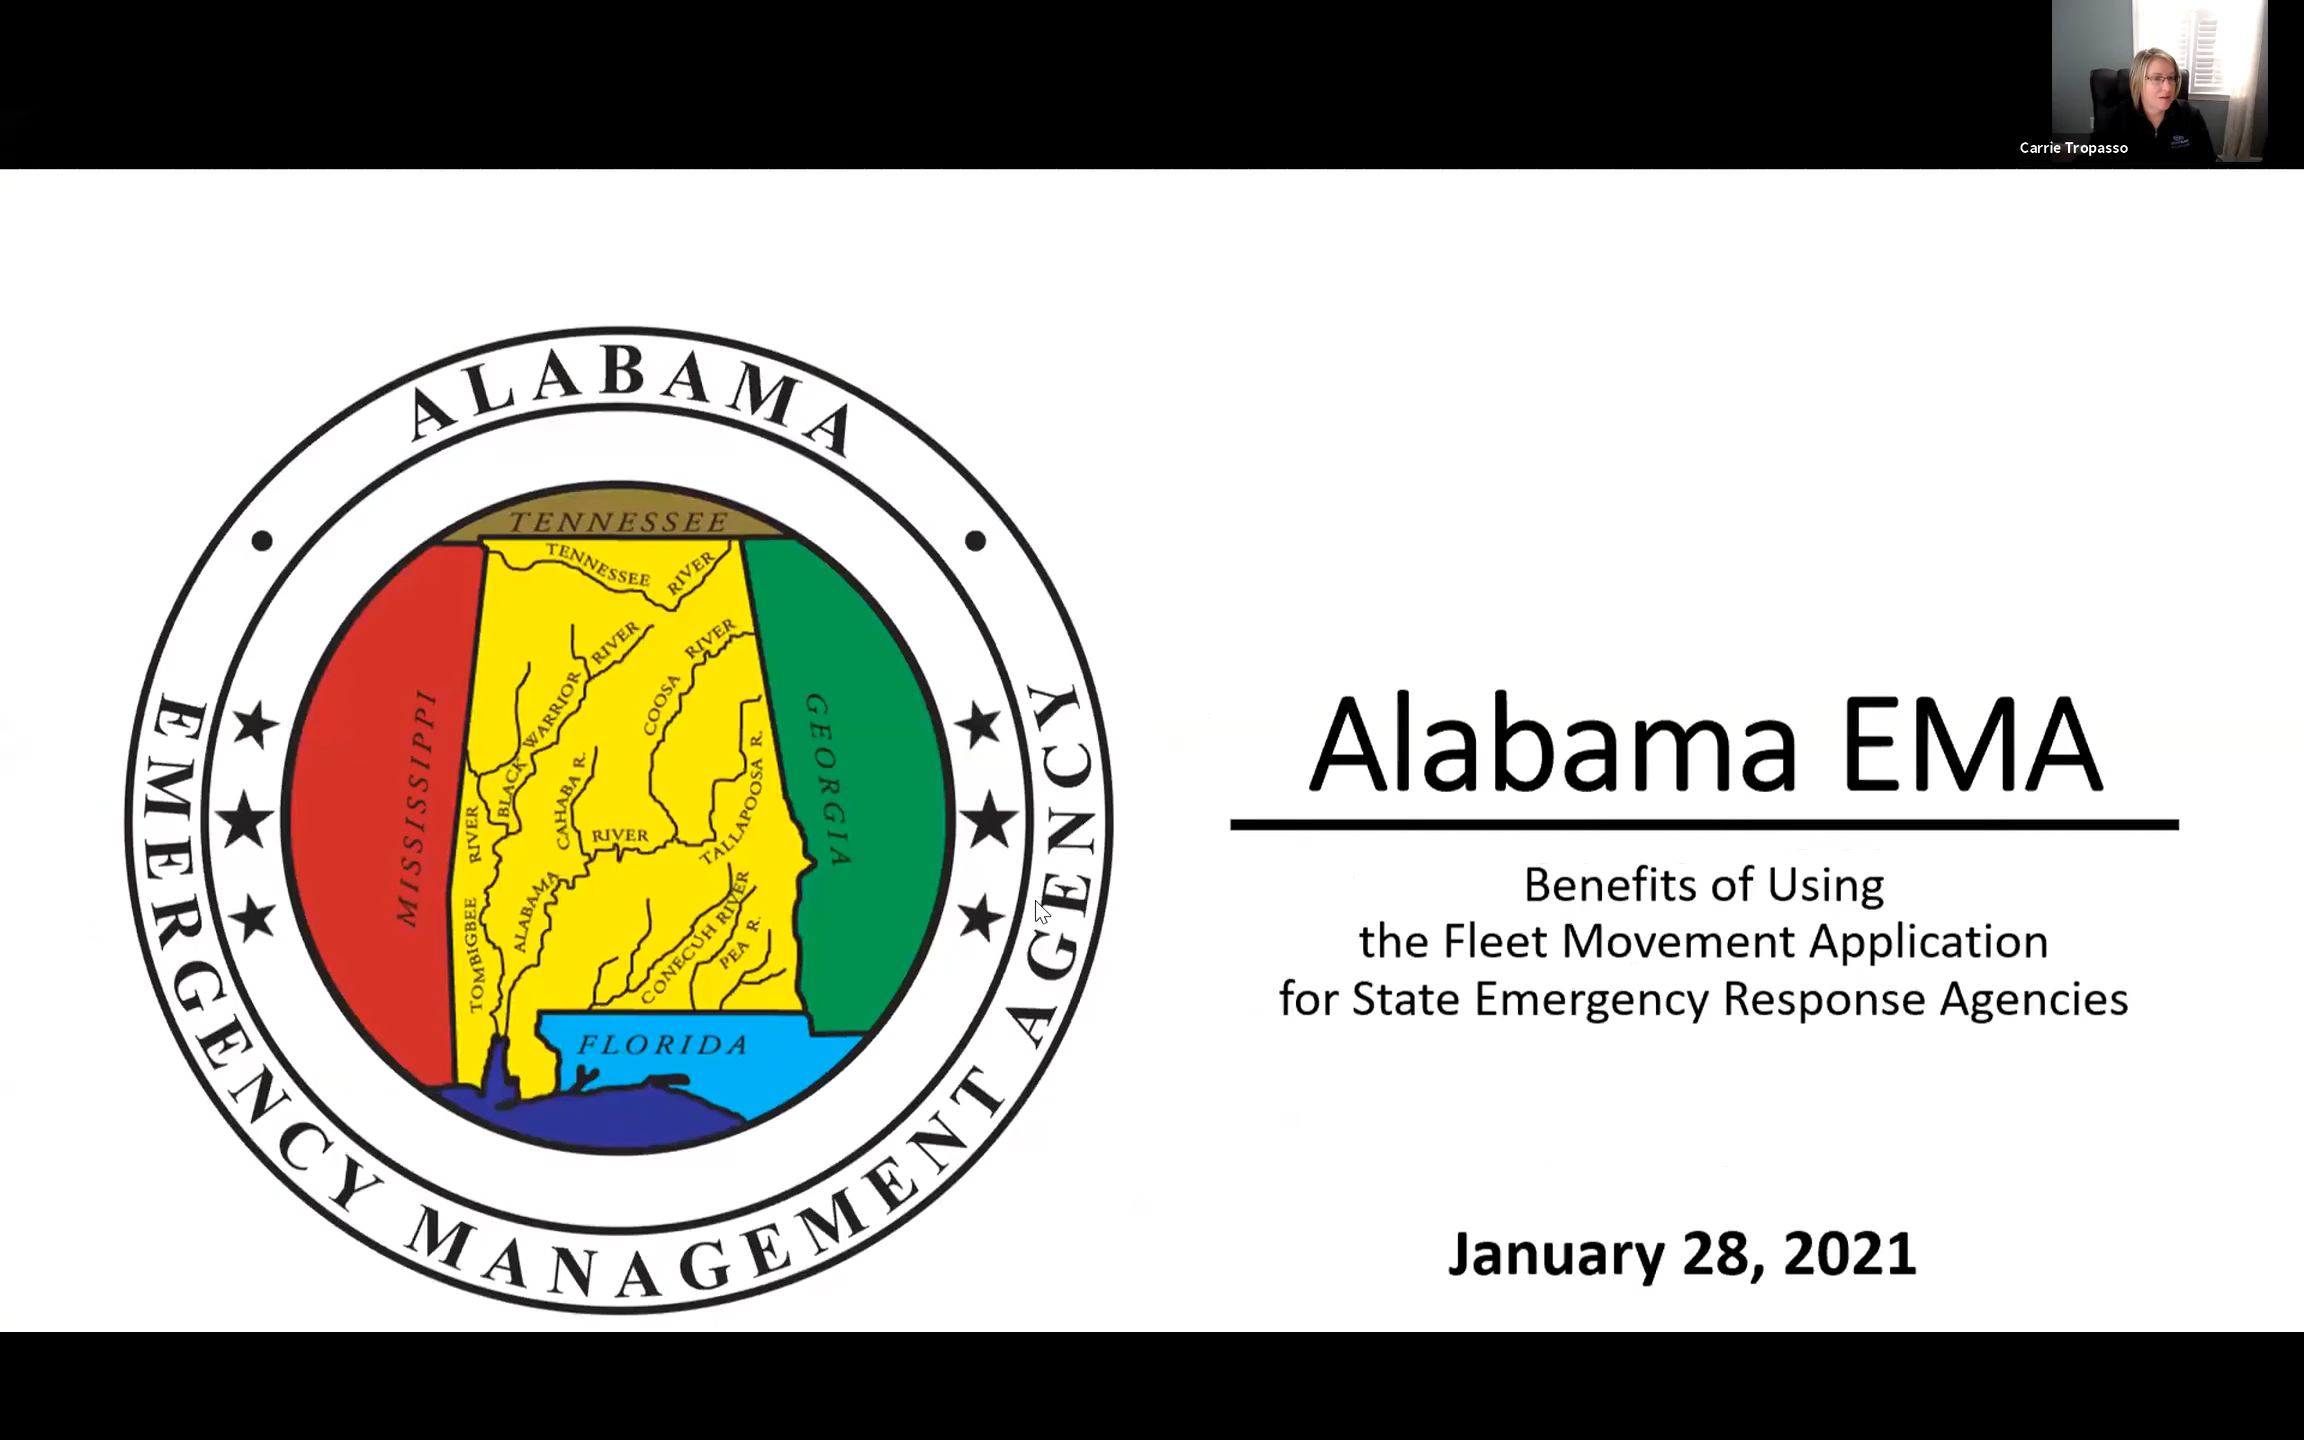 Carrie Tropasso
ALABAMA
EMERGENCY MANAGEMENT AGENCY
TENNESSEE
TENNESSEE RIVER
MISSISSIPPI
GEORGIA
BLACK WARRIOR RIVER
COOSA RIVER
CAHABA R.
TALLAPOOSA R.
TOMBIGBEE RIVER
ALABAMA RIVER
CONECUH RIVER
PEA R.
FLORIDA
Alabama EMA
Benefits of Using
the Fleet Movement Application
for State Emergency Response Agencies
January 28, 2021